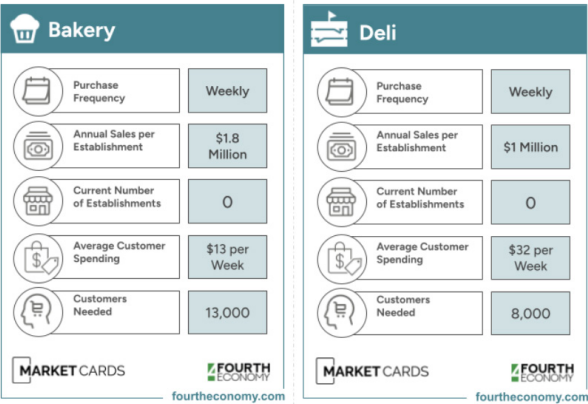 Bakery
Purchase
Frequency
Weekly
Annual Sales per
Establishment
$1.8
Million
Current Number
of Establishments
0
Average Customer
Spending
$13 per
Week
Customers
Needed
13,000
MARKET CARDS
FOURTH
ECONOMY
fourtheconomy.com
Deli
Purchase
Frequency
Weekly
Annual Sales per
Establishment
$1 Million
Current Number
of Establishments
0
Average Customer
Spending
$32 per
Week
Customers
Needed
8,000
MARKET CARDS
FOURTH
ECONOMY
fourtheconomy.com